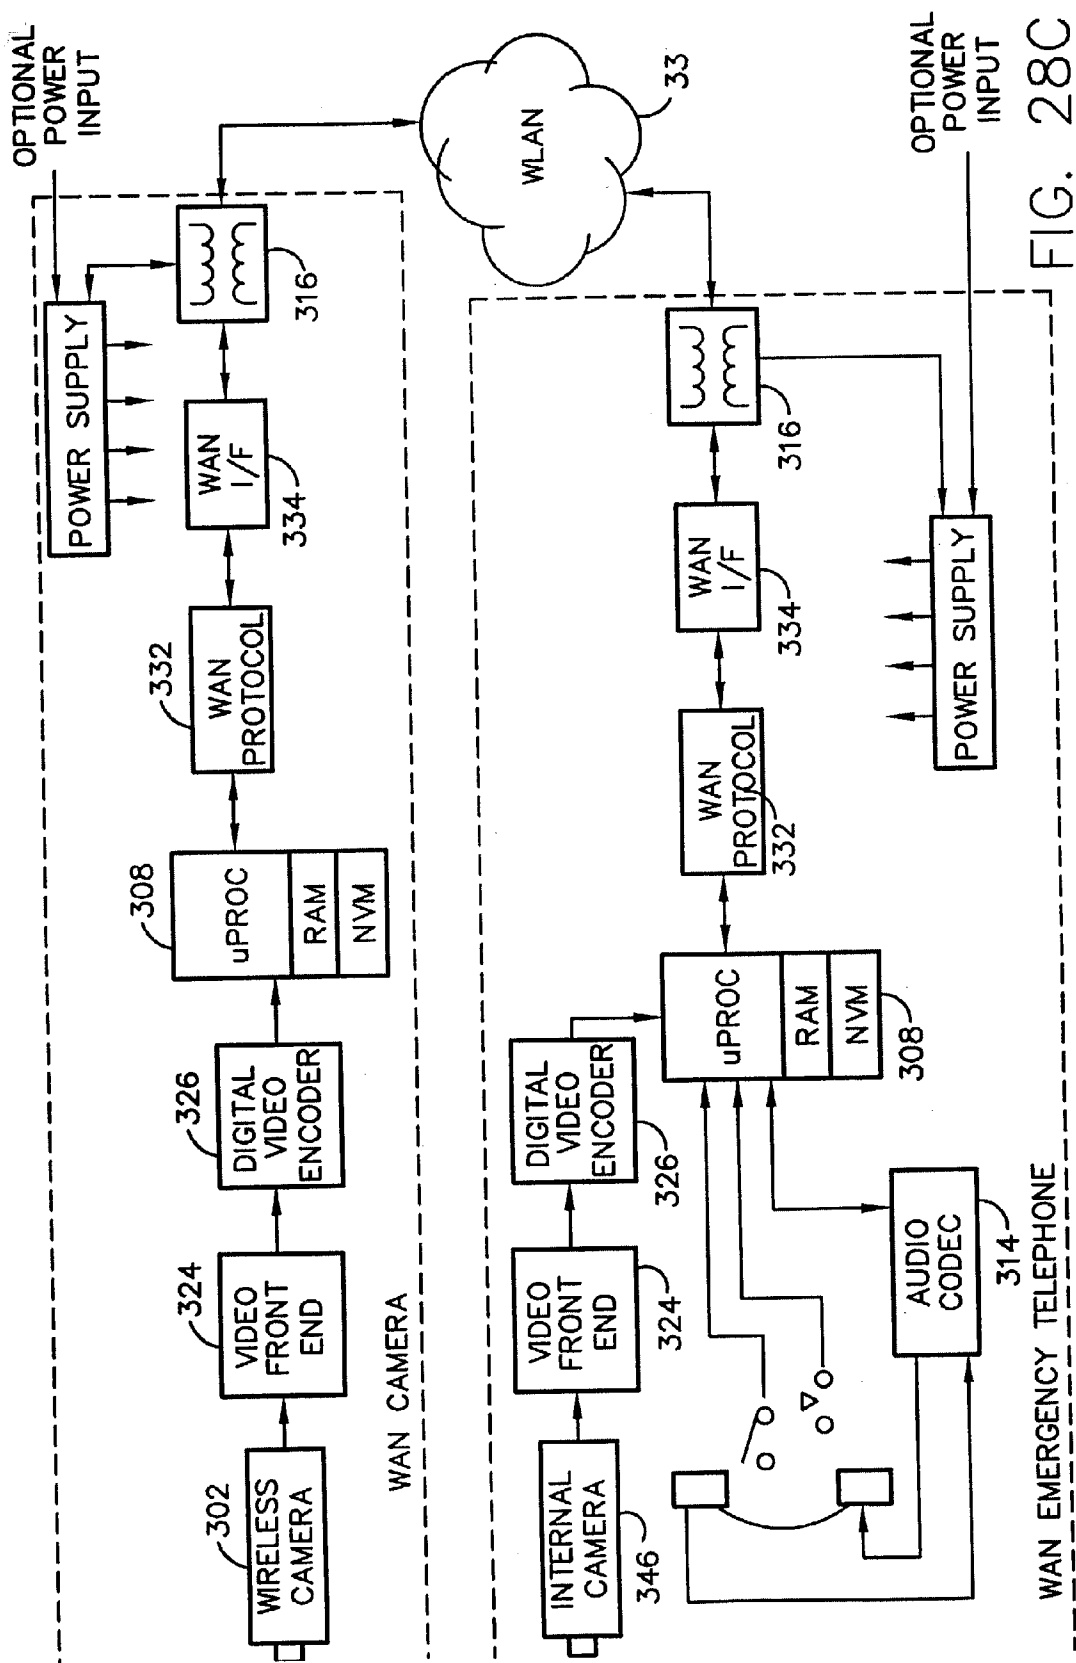 OPTIONAL
POWER
INPUT
POWER SUPPLY
302
WIRELESS
CAMERA
324
VIDEO
FRONT
END
326
DIGITAL
VIDEO
ENCODER
308
uPROC
RAM
NVM
332
WAN
PROTOCOL
WAN
I/F
334
316
WAN CAMERA
WLAN
33
INTERNAL
CAMERA
346
VIDEO
FRONT
END
324
DIGITAL
VIDEO
ENCODER
326
uPROC
RAM
NVM
308
WAN
PROTOCOL
332
WAN
I/F
334
316
AUDIO
CODEC
314
POWER SUPPLY
OPTIONAL
POWER
INPUT
WAN EMERGENCY TELEPHONE
FIG. 28C